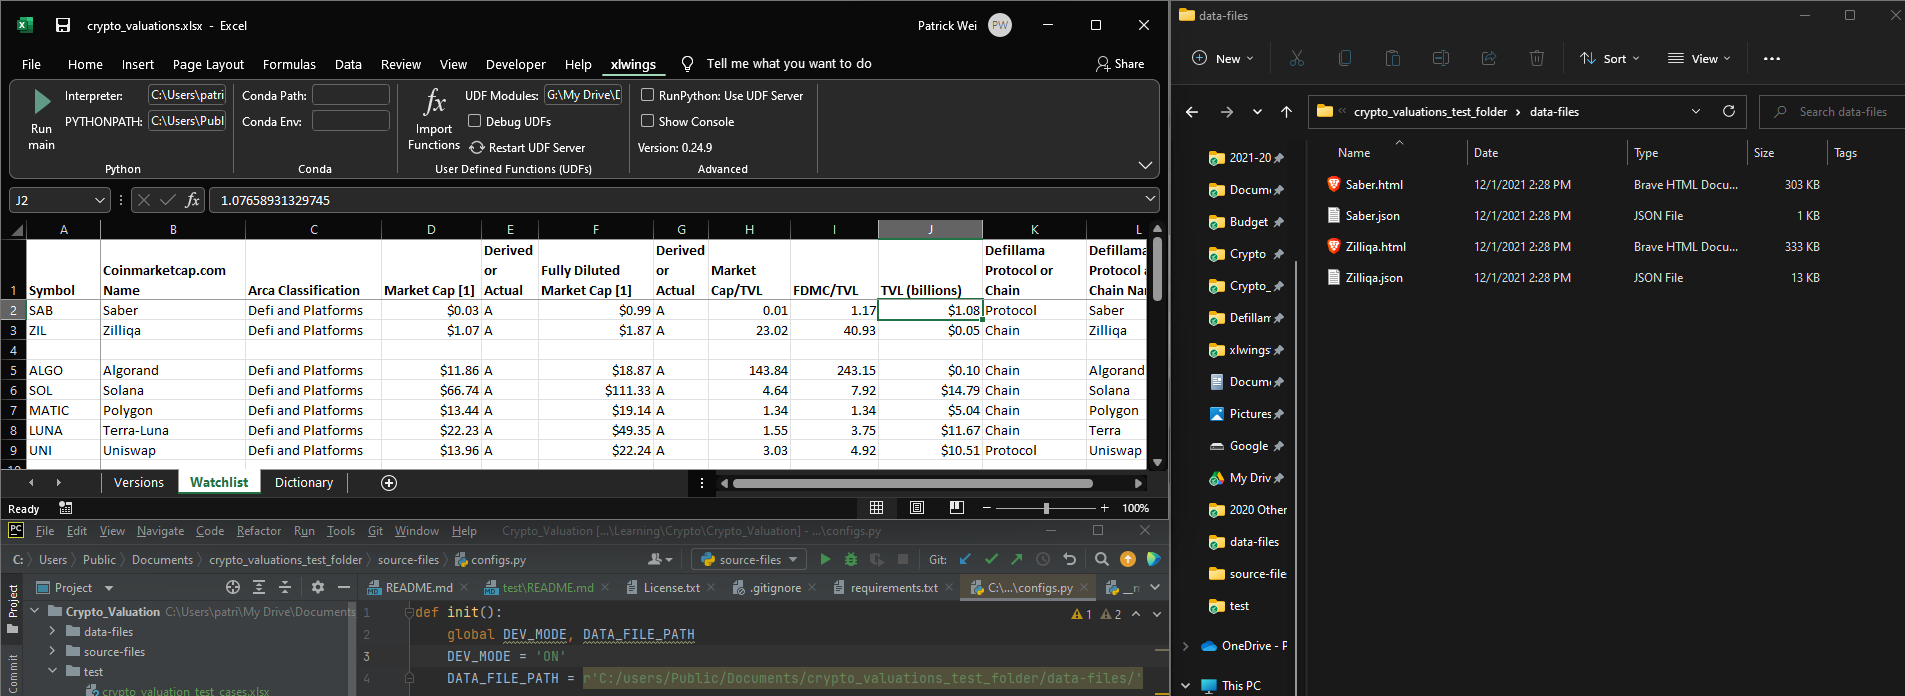 crypto_valuations.xlsx - Excel
Patrick Wei PW
File Home Insert Page Layout Formulas Data Review View Developer Help xlwings Tell me what you want to do Share
Run main
Interpreter: C:\Users\patri
PYTHONPATH: C:\Users\Publ
Python
Conda Path:
Conda Env:
Conda
fx Import Functions
UDF Modules: G:\My Drive\D
Debug UDFs
Restart UDF Server
User Defined Functions (UDFs)
RunPython: Use UDF Server
Show Console
Version: 0.24.9
Advanced
J2 fx 1.07658931329745
A B C D E F G H I J K L
1 Symbol Coinmarketcap.com Name Arca Classification Market Cap [1] Derived or Actual Fully Diluted Market Cap [1] Derived or Actual Market Cap/TVL FDMC/TVL TVL (billions) Defillama Protocol or Chain Defillama Protocol Chain Nar
2 SAB Saber Defi and Platforms $0.03 A $0.99 A 0.01 1.17 $1.08 Protocol Saber
3 ZIL Zilliqa Defi and Platforms $1.07 A $1.87 A 23.02 40.93 $0.05 Chain Zilliqa
4
5 ALGO Algorand Defi and Platforms $11.86 A $18.87 A 143.84 243.15 $0.10 Chain Algorand
6 SOL Solana Defi and Platforms $66.74 A $111.33 A 4.64 7.92 $14.79 Chain Solana
7 MATIC Polygon Defi and Platforms $13.44 A $19.14 A 1.34 1.34 $5.04 Chain Polygon
8 LUNA Terra-Luna Defi and Platforms $22.23 A $49.35 A 1.55 3.75 $11.67 Chain Terra
9 UNI Uniswap Defi and Platforms $13.96 A $22.24 A 3.03 4.92 $10.51 Protocol Uniswap
Versions Watchlist Dictionary
Ready 100%
PC File Edit View Navigate Code Refactor Run Tools Git Window Help Crypto_Valuation [...\Learning\Crypto\Crypto_Valuation] - ...\configs.py
C: Users Public Documents crypto_valuations_test_folder source-files configs.py source-files Git:
Project README.md test\README.md License.txt .gitignore requirements.txt C:\...\configs.py
Project
Commit
Crypto_Valuation C:\Users\patri\My Drive\Documents
data-files
source-files
test
crypto_valuation_test_cases.xlsx
1 def init():
2 global DEV_MODE, DATA_FILE_PATH
3 DEV_MODE = 'ON'
4 DATA_FILE_PATH = r'C:/users/Public/Documents/crypto_valuations_test_folder/data-files/'
1 2
data-files
New Sort View
crypto_valuations_test_folder data-files
Search data-files
Name Date Type Size Tags
Saber.html 12/1/2021 2:28 PM Brave HTML Docu... 303 KB
Saber.json 12/1/2021 2:28 PM JSON File 1 KB
Zilliqa.html 12/1/2021 2:28 PM Brave HTML Docu... 333 KB
Zilliqa.json 12/1/2021 2:28 PM JSON File 13 KB
2021-20
Docum
Budget
Crypto
Crypto_
Defillam
xlwings
Docum
Pictures
Google
My Driv
2020 Other
data-files
source-file
test
OneDrive - P
This PC